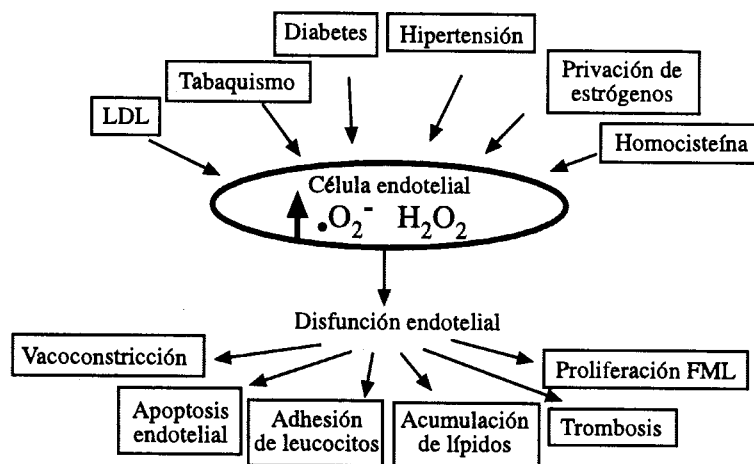 Diabetes
Hipertensión
Tabaquismo
Privación de
estrógenos
LDL
Homocisteína
Célula endotelial
•O₂⁻ H₂O₂
Disfunción endotelial
Vacoconstricción
Proliferación FML
Apoptosis
endotelial
Adhesión
de leucocitos
Acumulación
de lípidos
Trombosis